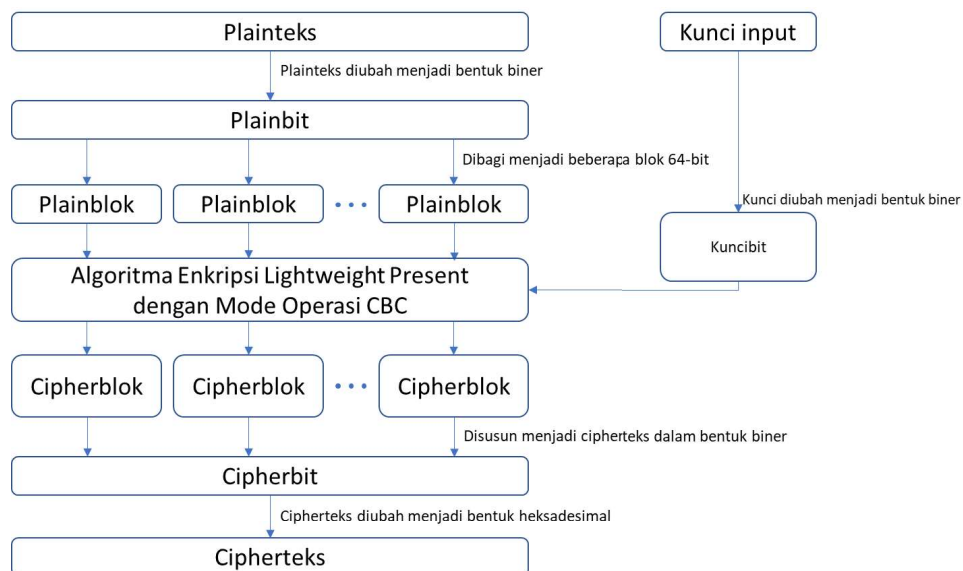 Plainteks
Kunci input
Plainteks diubah menjadi bentuk biner
Plainbit
Dibagi menjadi beberapa blok 64-bit
Plainblok
Plainblok
Plainblok
Kunci diubah menjadi bentuk biner
Kuncibit
Algoritma Enkripsi Lightweight Present
dengan Mode Operasi CBC
Cipherblok
Cipherblok
Cipherblok
Disusun menjadi cipherteks dalam bentuk biner
Cipherbit
Cipherteks diubah menjadi bentuk heksadesimal
Cipherteks